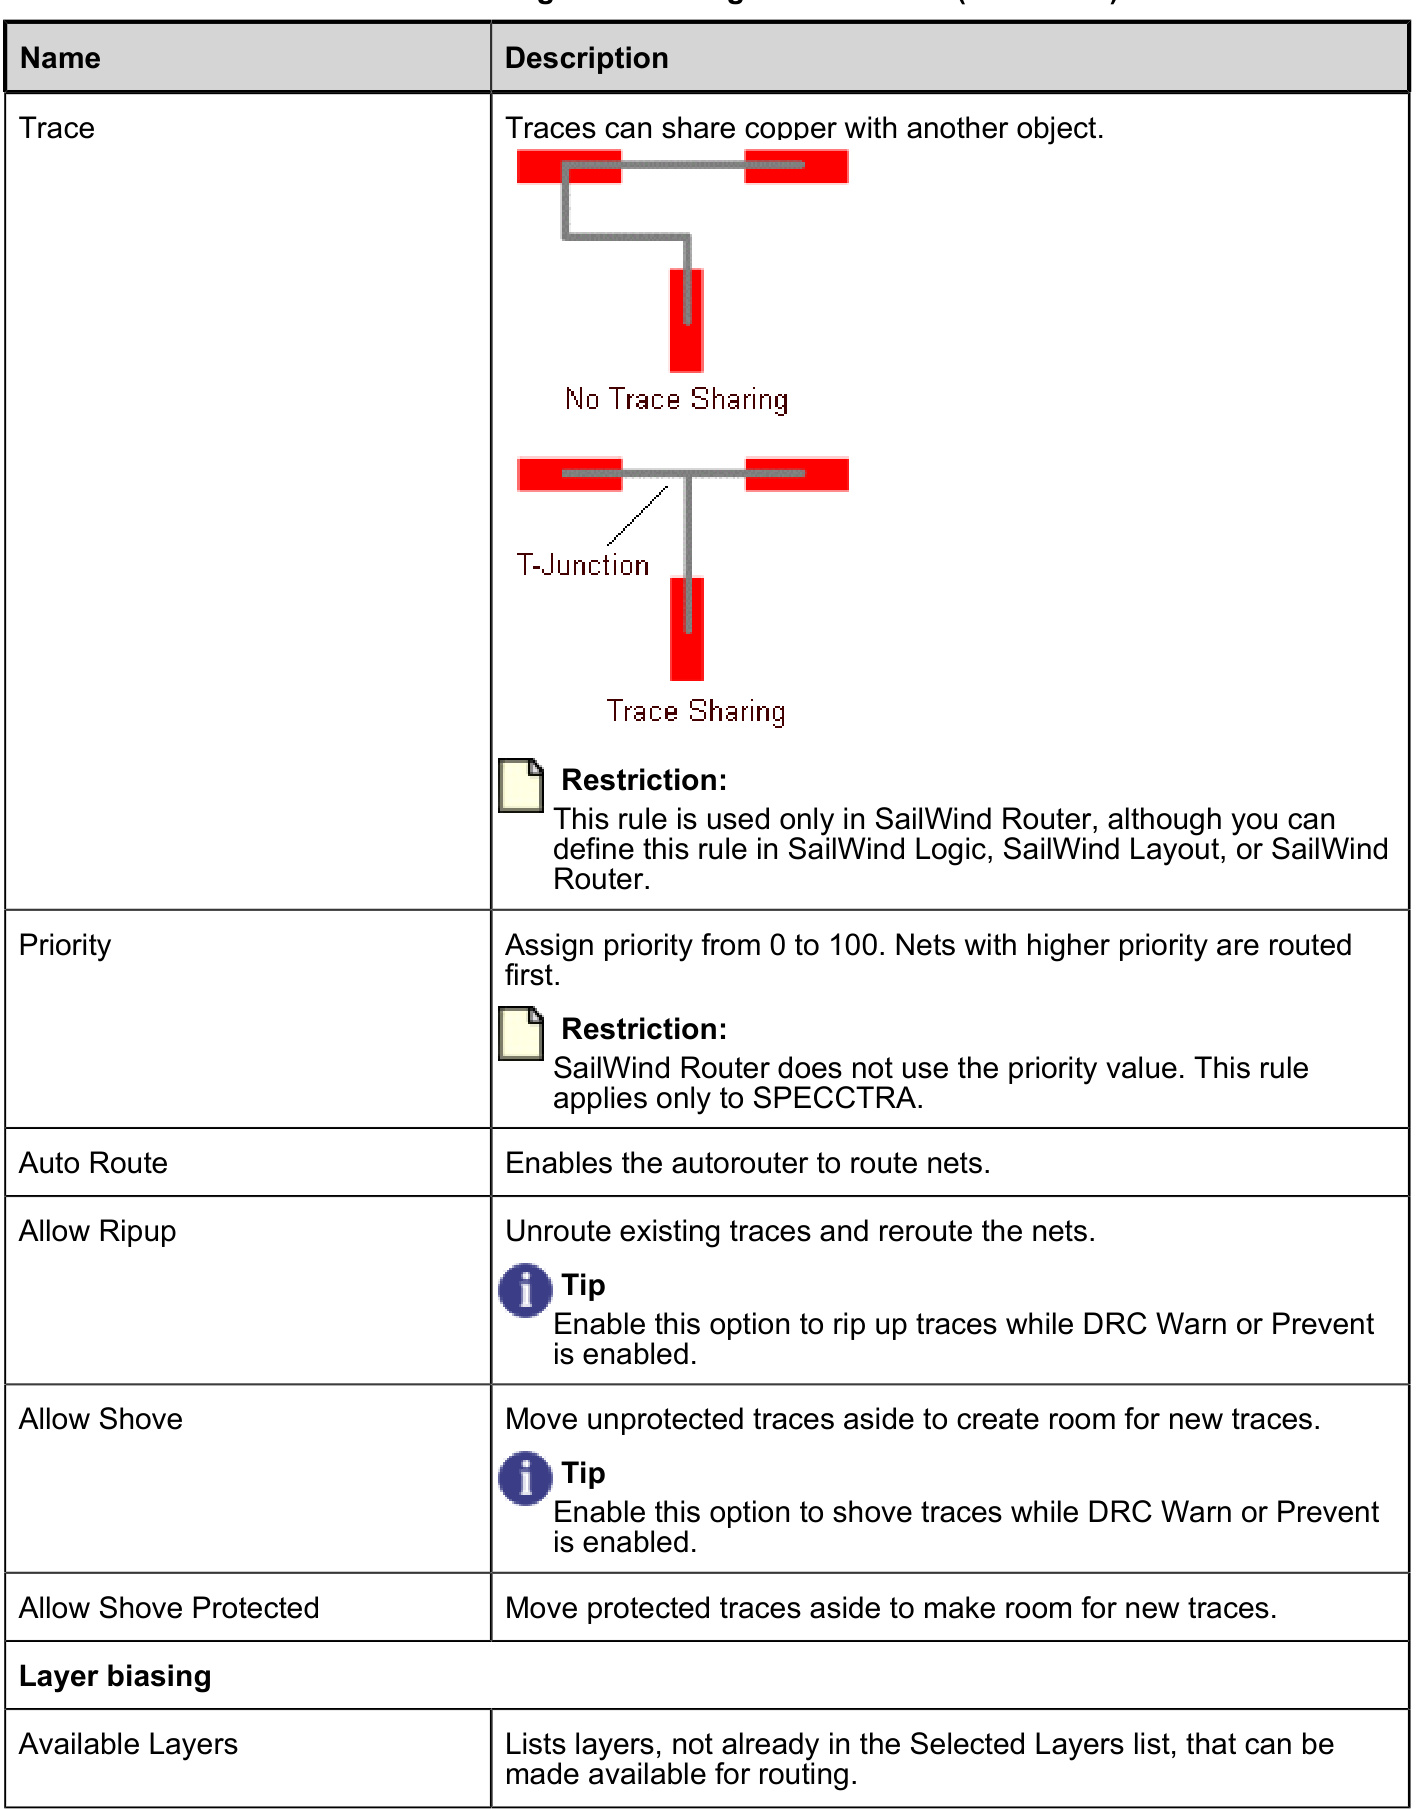 Name
Description
Trace
Traces can share copper with another object.
No Trace Sharing
T-Junction
Trace Sharing
Restriction:
This rule is used only in SailWind Router, although you can
define this rule in SailWind Logic, SailWind Layout, or SailWind
Router.
Priority
Assign priority from 0 to 100. Nets with higher priority are routed
first.
Restriction:
SailWind Router does not use the priority value. This rule
applies only to SPECCTRA.
Auto Route
Enables the autorouter to route nets.
Allow Ripup
Unroute existing traces and reroute the nets.
Tip
Enable this option to rip up traces while DRC Warn or Prevent
is enabled.
Allow Shove
Move unprotected traces aside to create room for new traces.
Tip
Enable this option to shove traces while DRC Warn or Prevent
is enabled.
Allow Shove Protected
Move protected traces aside to make room for new traces.
Layer biasing
Available Layers
Lists layers, not already in the Selected Layers list, that can be
made available for routing.